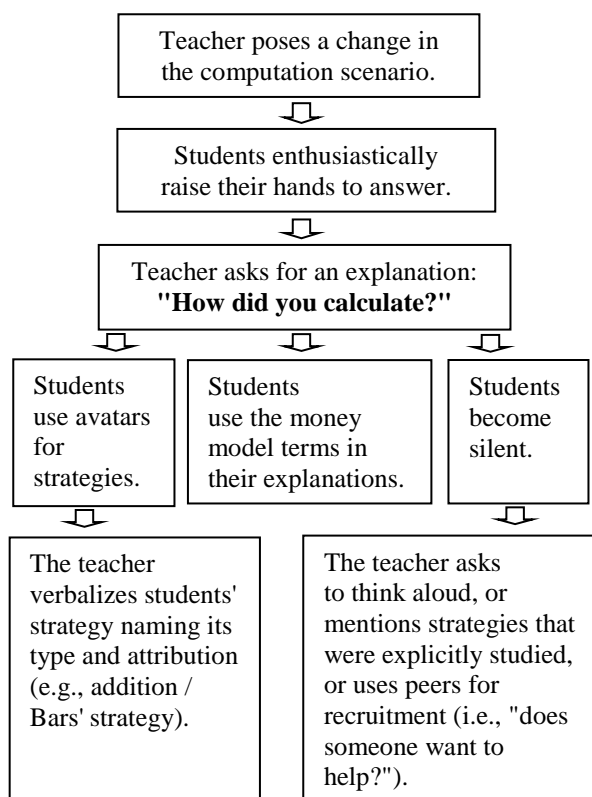 Teacher poses a change in
the computation scenario.
Students enthusiastically
raise their hands to answer.
Teacher asks for an explanation:
"How did you calculate?"
Students
use avatars
for
strategies.
Students
use the money
model terms in
their explanations.
Students
become
silent.
The teacher
verbalizes students'
strategy naming its
type and attribution
(e.g., addition /
Bars' strategy).
The teacher asks
to think aloud, or
mentions strategies that
were explicitly studied,
or uses peers for
recruitment (i.e., "does
someone want to
help?").